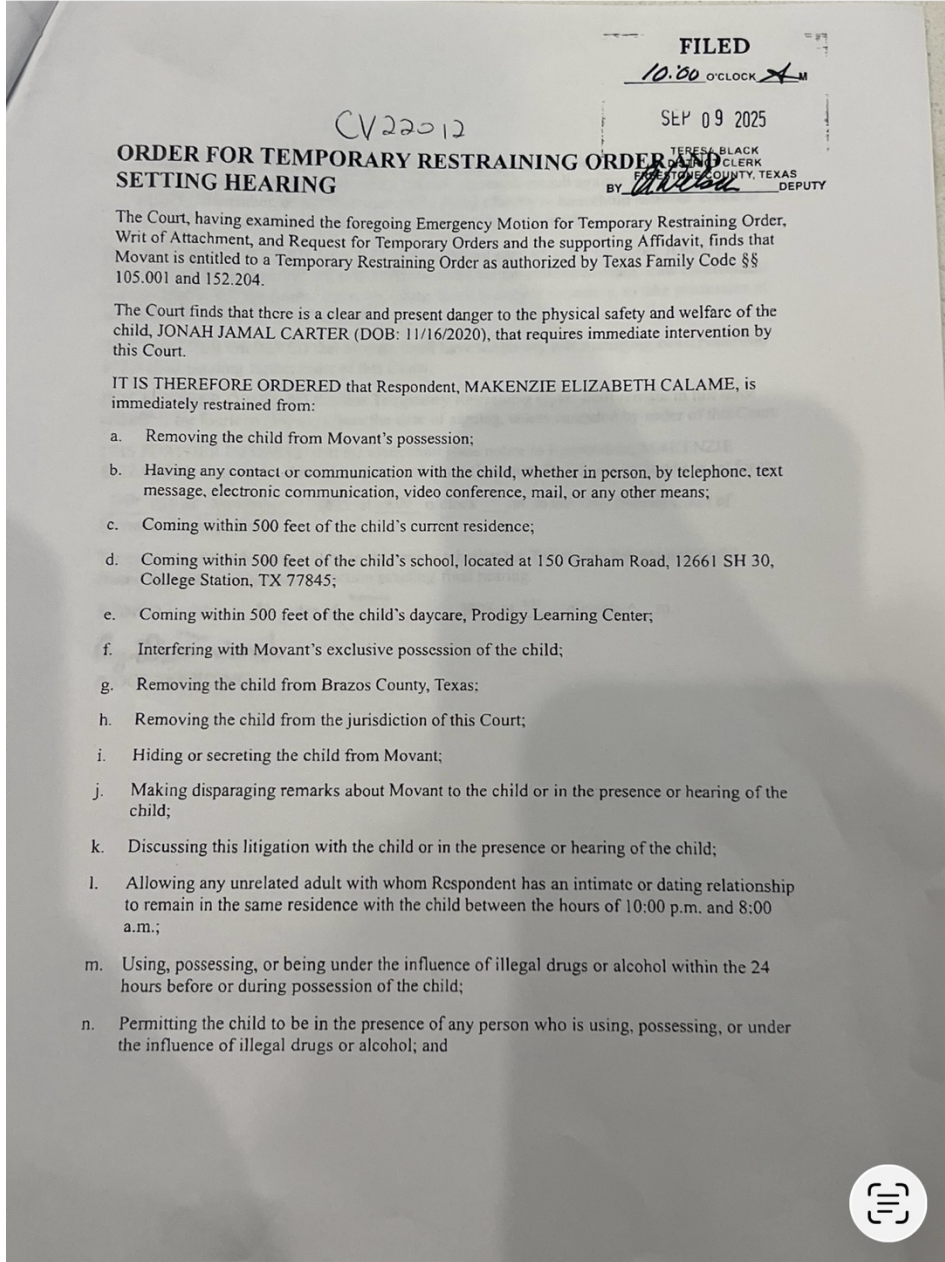 FILED
10:00 O'CLOCK A M
SEP 09 2025
CV22012
TERESA BLACK
CLERK
FREESTONE COUNTY, TEXAS
BY DEPUTY
ORDER FOR TEMPORARY RESTRAINING ORDER AND
SETTING HEARING
The Court, having examined the foregoing Emergency Motion for Temporary Restraining Order,
Writ of Attachment, and Request for Temporary Orders and the supporting Affidavit, finds that
Movant is entitled to a Temporary Restraining Order as authorized by Texas Family Code §§
105.001 and 152.204.
The Court finds that there is a clear and present danger to the physical safety and welfare of the
child, JONAH JAMAL CARTER (DOB: 11/16/2020), that requires immediate intervention by
this Court.
IT IS THEREFORE ORDERED that Respondent, MAKENZIE ELIZABETH CALAME, is
immediately restrained from:
a. Removing the child from Movant's possession;
b. Having any contact or communication with the child, whether in person, by telephone, text
message, electronic communication, video conference, mail, or any other means;
c. Coming within 500 feet of the child's current residence;
d. Coming within 500 feet of the child's school, located at 150 Graham Road, 12661 SH 30,
College Station, TX 77845;
e. Coming within 500 feet of the child's daycare, Prodigy Learning Center;
f. Interfering with Movant's exclusive possession of the child;
g. Removing the child from Brazos County, Texas;
h. Removing the child from the jurisdiction of this Court;
i. Hiding or secreting the child from Movant;
j. Making disparaging remarks about Movant to the child or in the presence or hearing of the
child;
k. Discussing this litigation with the child or in the presence or hearing of the child;
l. Allowing any unrelated adult with whom Respondent has an intimate or dating relationship
to remain in the same residence with the child between the hours of 10:00 p.m. and 8:00
a.m.;
m. Using, possessing, or being under the influence of illegal drugs or alcohol within the 24
hours before or during possession of the child;
n. Permitting the child to be in the presence of any person who is using, possessing, or under
the influence of illegal drugs or alcohol; and